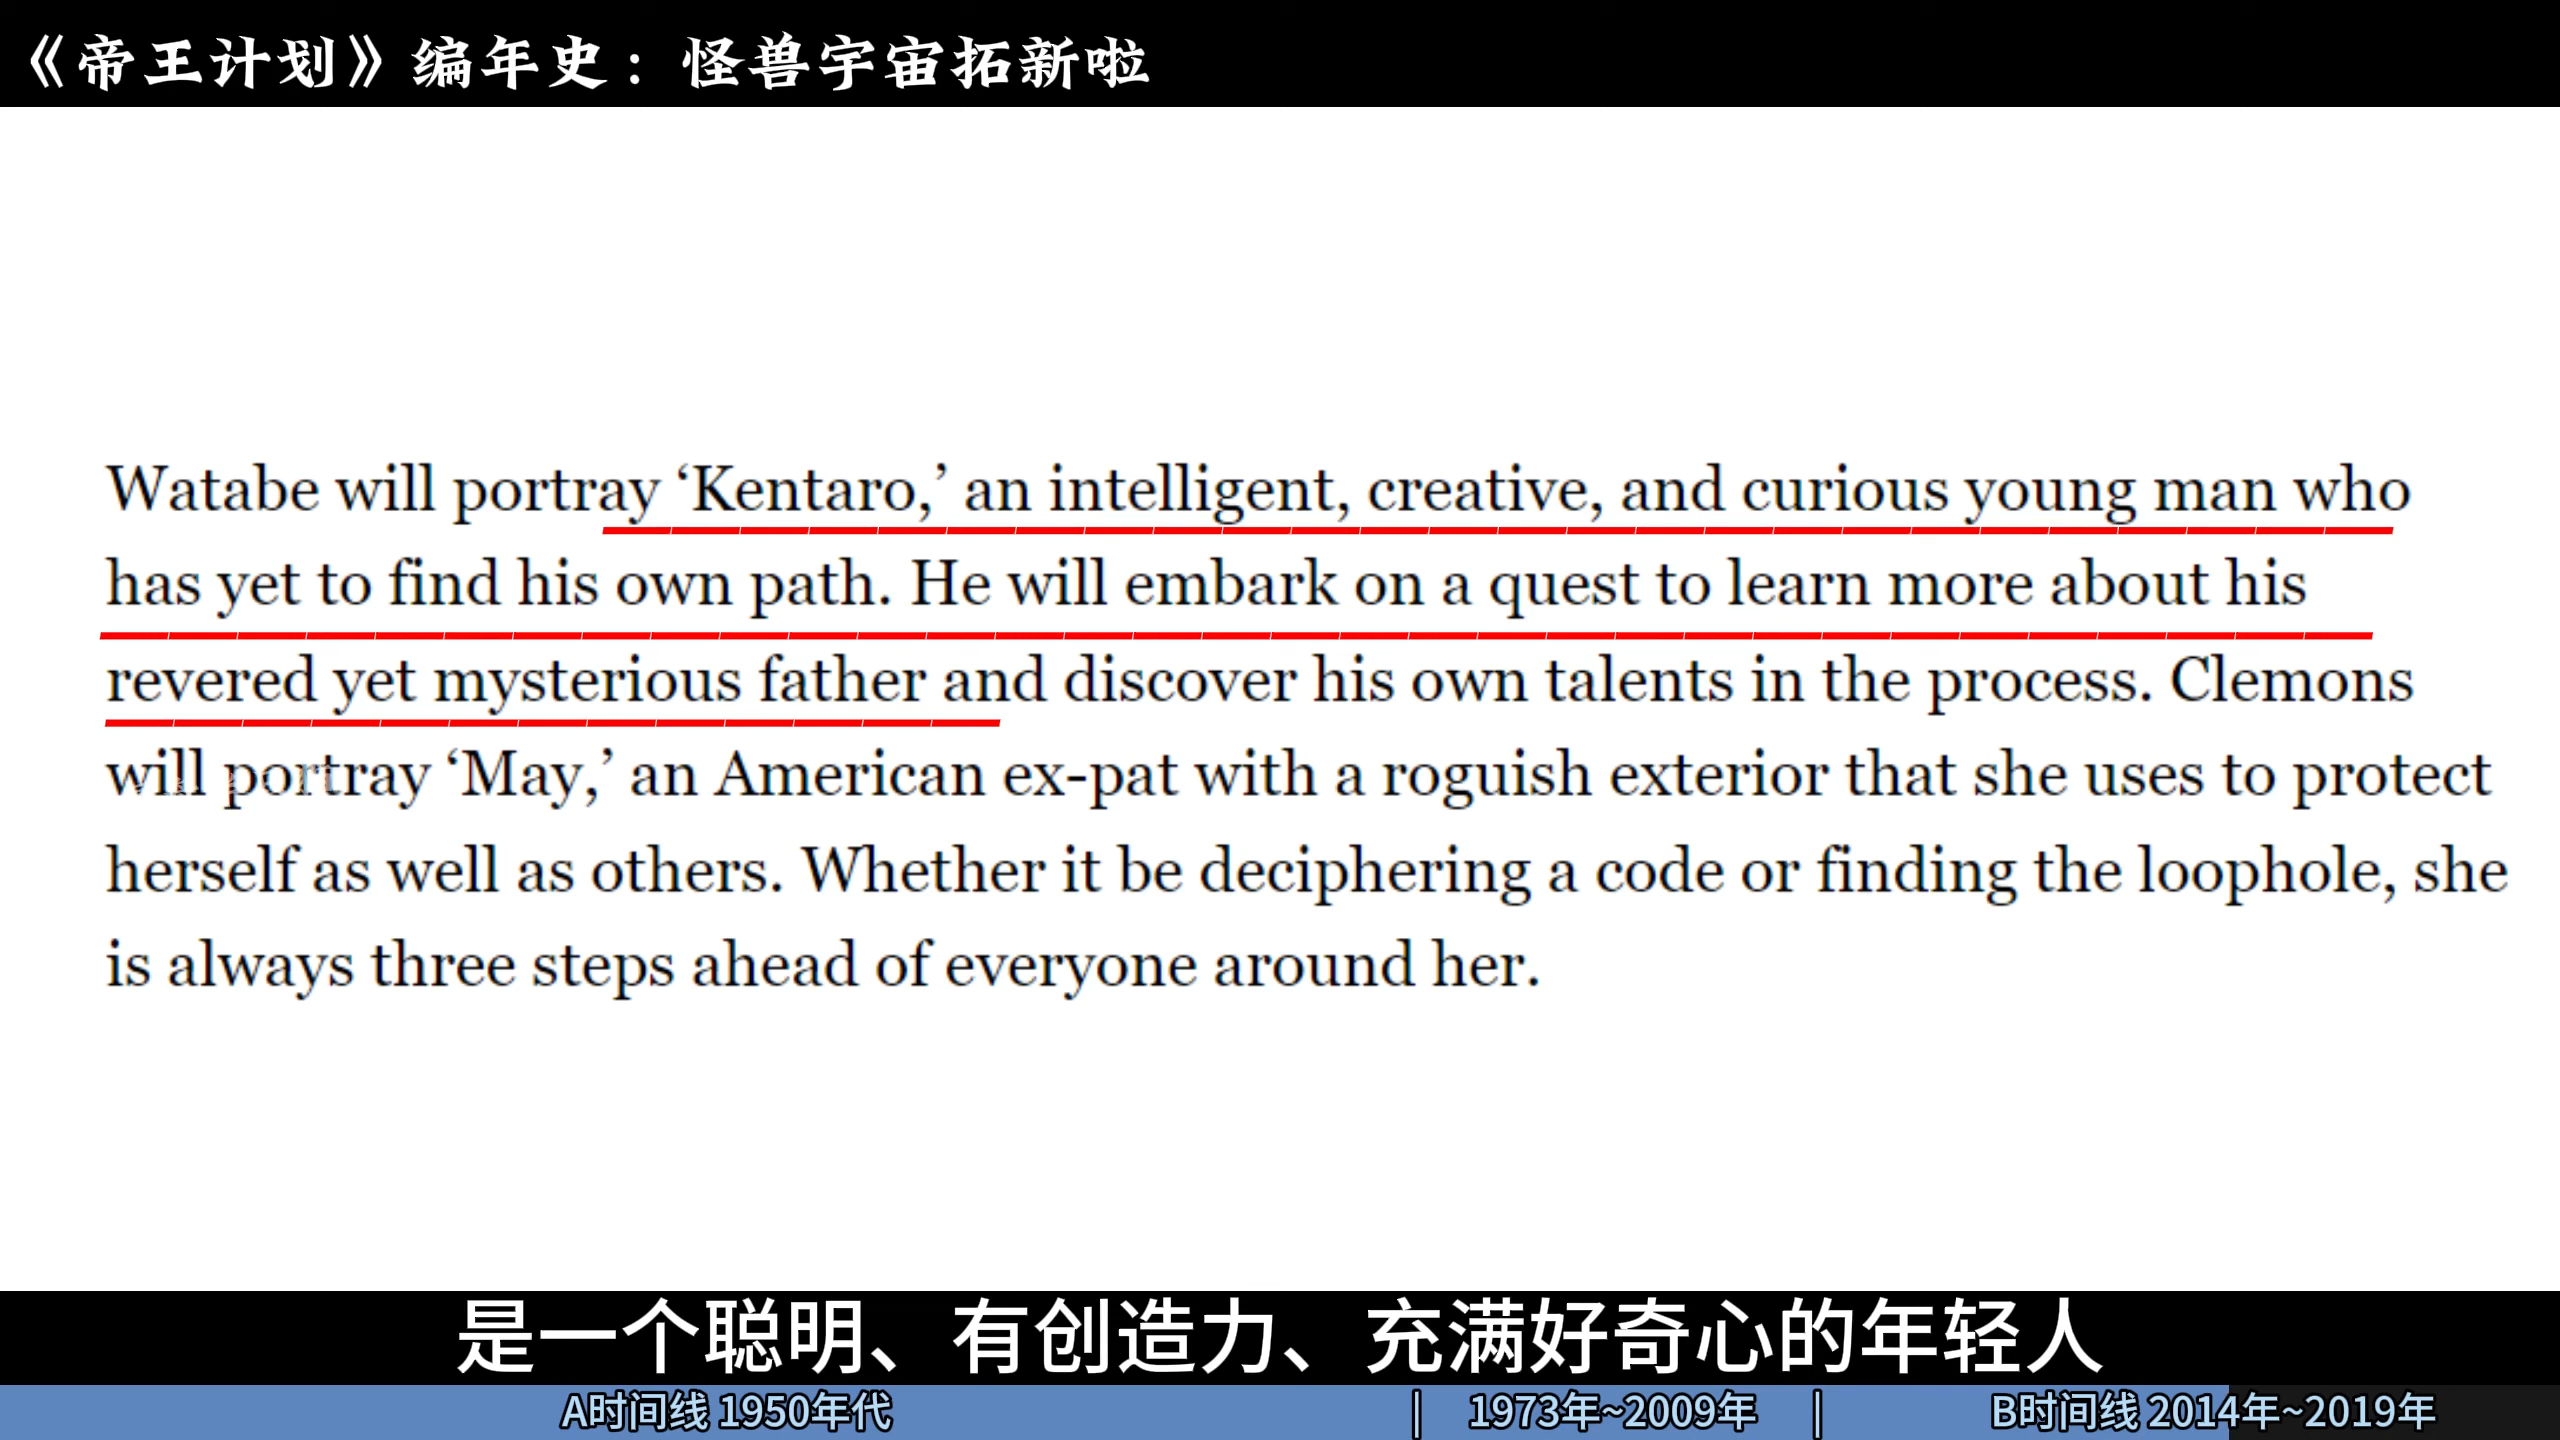 《帝王计划》编年史：怪兽宇宙拓新啦
Watabe will portray ‘Kentaro,’ an intelligent, creative, and curious young man who
has yet to find his own path. He will embark on a quest to learn more about his
revered yet mysterious father and discover his own talents in the process. Clemons
will portray ‘May,’ an American ex-pat with a roguish exterior that she uses to protect
herself as well as others. Whether it be deciphering a code or finding the loophole, she
is always three steps ahead of everyone around her.
是一个聪明、有创造力、充满好奇心的年轻人
A时间线 1950年代 | 1973年~2009年 | B时间线 2014年~2019年